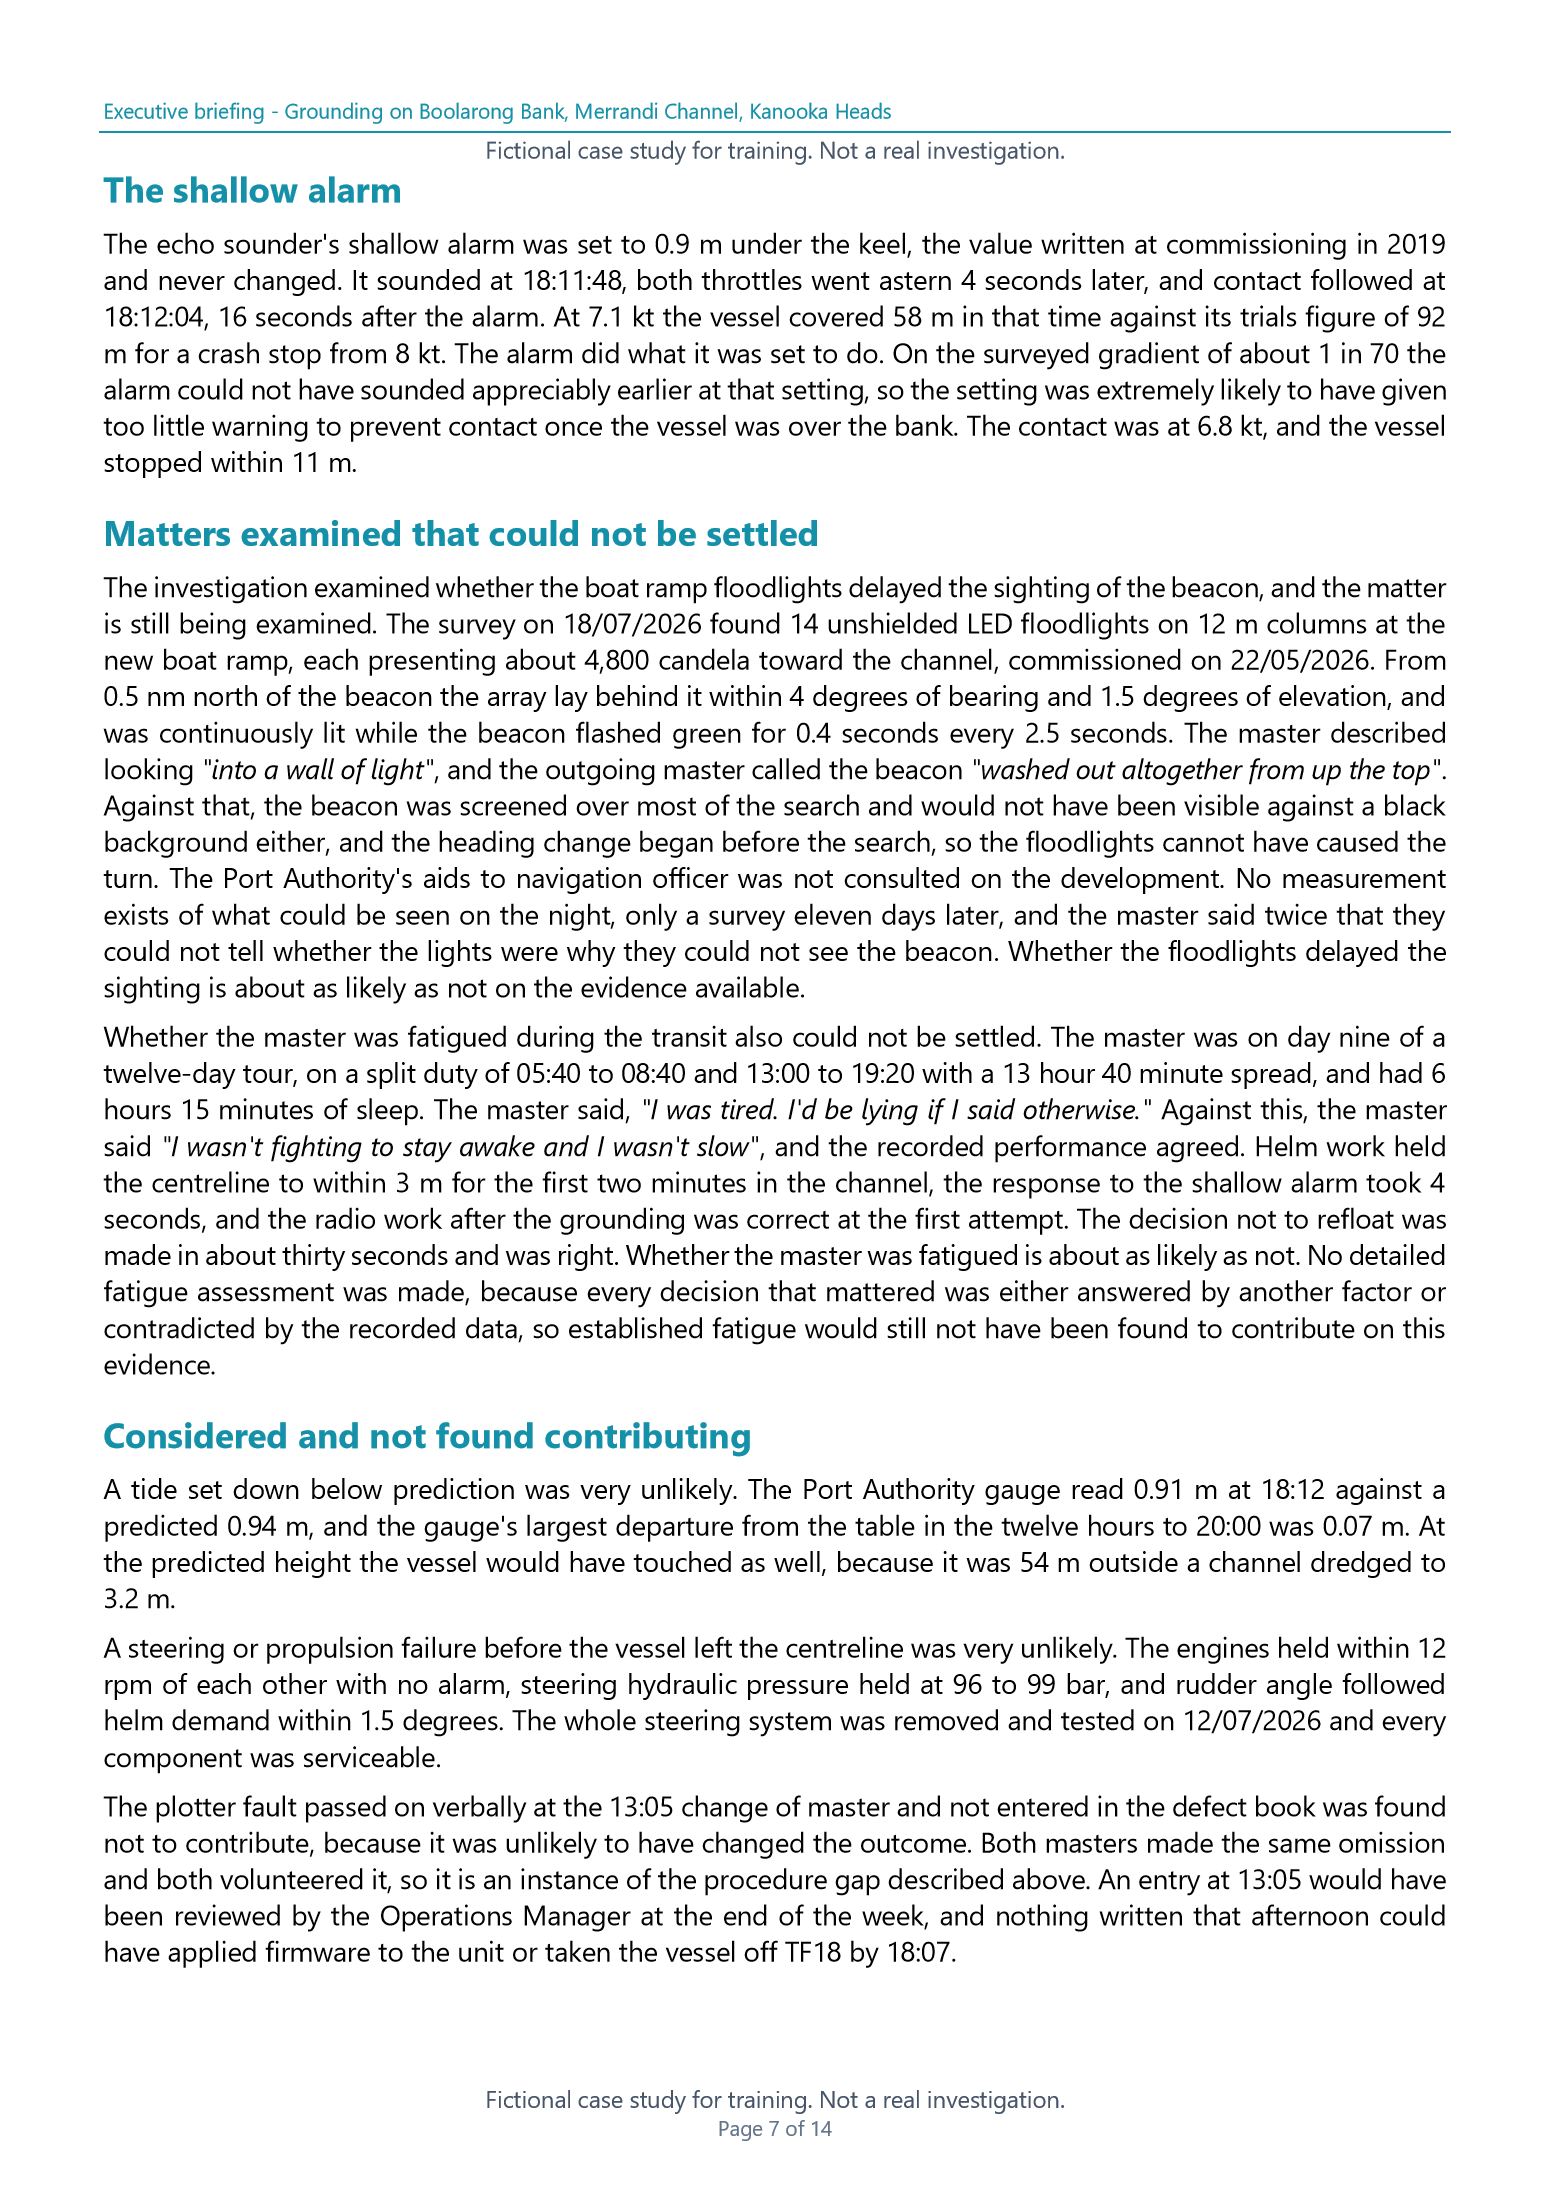 Executive briefing - Grounding on Boolarong Bank, Merrandi Channel, Kanooka Heads
Fictional case study for training. Not a real investigation.
The shallow alarm
The echo sounder's shallow alarm was set to 0.9 m under the keel, the value written at commissioning in 2019
and never changed. It sounded at 18:11:48, both throttles went astern 4 seconds later, and contact followed at
18:12:04, 16 seconds after the alarm. At 7.1 kt the vessel covered 58 m in that time against its trials figure of 92
m for a crash stop from 8 kt. The alarm did what it was set to do. On the surveyed gradient of about 1 in 70 the
alarm could not have sounded appreciably earlier at that setting, so the setting was extremely likely to have given
too little warning to prevent contact once the vessel was over the bank. The contact was at 6.8 kt, and the vessel
stopped within 11 m.
Matters examined that could not be settled
The investigation examined whether the boat ramp floodlights delayed the sighting of the beacon, and the matter
is still being examined. The survey on 18/07/2026 found 14 unshielded LED floodlights on 12 m columns at the
new boat ramp, each presenting about 4,800 candela toward the channel, commissioned on 22/05/2026. From
0.5 nm north of the beacon the array lay behind it within 4 degrees of bearing and 1.5 degrees of elevation, and
was continuously lit while the beacon flashed green for 0.4 seconds every 2.5 seconds. The master described
looking "into a wall of light", and the outgoing master called the beacon "washed out altogether from up the top".
Against that, the beacon was screened over most of the search and would not have been visible against a black
background either, and the heading change began before the search, so the floodlights cannot have caused the
turn. The Port Authority's aids to navigation officer was not consulted on the development. No measurement
exists of what could be seen on the night, only a survey eleven days later, and the master said twice that they
could not tell whether the lights were why they could not see the beacon. Whether the floodlights delayed the
sighting is about as likely as not on the evidence available.
Whether the master was fatigued during the transit also could not be settled. The master was on day nine of a
twelve-day tour, on a split duty of 05:40 to 08:40 and 13:00 to 19:20 with a 13 hour 40 minute spread, and had 6
hours 15 minutes of sleep. The master said, "I was tired. I'd be lying if I said otherwise." Against this, the master
said "I wasn't fighting to stay awake and I wasn't slow", and the recorded performance agreed. Helm work held
the centreline to within 3 m for the first two minutes in the channel, the response to the shallow alarm took 4
seconds, and the radio work after the grounding was correct at the first attempt. The decision not to refloat was
made in about thirty seconds and was right. Whether the master was fatigued is about as likely as not. No detailed
fatigue assessment was made, because every decision that mattered was either answered by another factor or
contradicted by the recorded data, so established fatigue would still not have been found to contribute on this
evidence.
Considered and not found contributing
A tide set down below prediction was very unlikely. The Port Authority gauge read 0.91 m at 18:12 against a
predicted 0.94 m, and the gauge's largest departure from the table in the twelve hours to 20:00 was 0.07 m. At
the predicted height the vessel would have touched as well, because it was 54 m outside a channel dredged to
3.2 m.
A steering or propulsion failure before the vessel left the centreline was very unlikely. The engines held within 12
rpm of each other with no alarm, steering hydraulic pressure held at 96 to 99 bar, and rudder angle followed
helm demand within 1.5 degrees. The whole steering system was removed and tested on 12/07/2026 and every
component was serviceable.
The plotter fault passed on verbally at the 13:05 change of master and not entered in the defect book was found
not to contribute, because it was unlikely to have changed the outcome. Both masters made the same omission
and both volunteered it, so it is an instance of the procedure gap described above. An entry at 13:05 would have
been reviewed by the Operations Manager at the end of the week, and nothing written that afternoon could
have applied firmware to the unit or taken the vessel off TF18 by 18:07.
Fictional case study for training. Not a real investigation.
Page 7 of 14